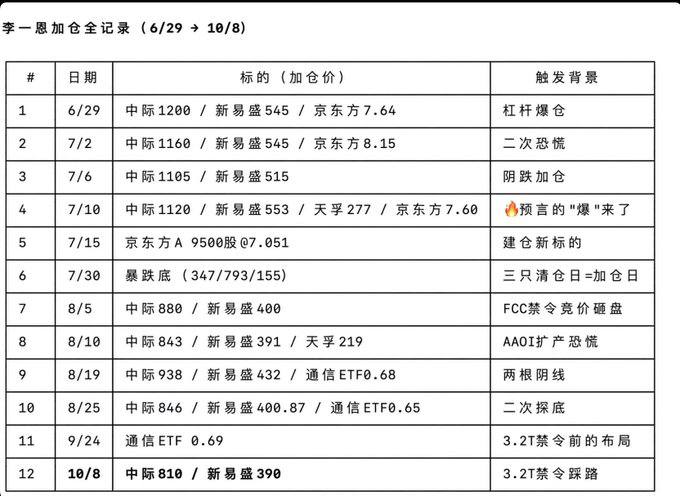 李一恩加仓全记录（6/29 → 10/8）
# 日期 标的（加仓价） 触发背景
1 6/29 中际1200 / 新易盛545 / 京东方7.64 杠杆爆仓
2 7/2 中际1160 / 新易盛545 / 京东方8.15 二次恐慌
3 7/6 中际1105 / 新易盛515 阴跌加仓
4 7/10 中际1120 / 新易盛553 / 天孚277 / 京东方7.60 🔥预言的"爆"来了
5 7/15 京东方A 9500股@7.051 建仓新标的
6 7/30 暴跌底（347/793/155） 三只清仓日=加仓日
7 8/5 中际880 / 新易盛400 FCC禁令竞价砸盘
8 8/10 中际843 / 新易盛391 / 天孚219 AAOI扩产恐慌
9 8/19 中际938 / 新易盛432 / 通信ETF0.68 两根阴线
10 8/25 中际846 / 新易盛400.87 / 通信ETF0.65 二次探底
11 9/24 通信ETF 0.69 3.2T禁令前的布局
12 10/8 中际810 / 新易盛390 3.2T禁令踩踏